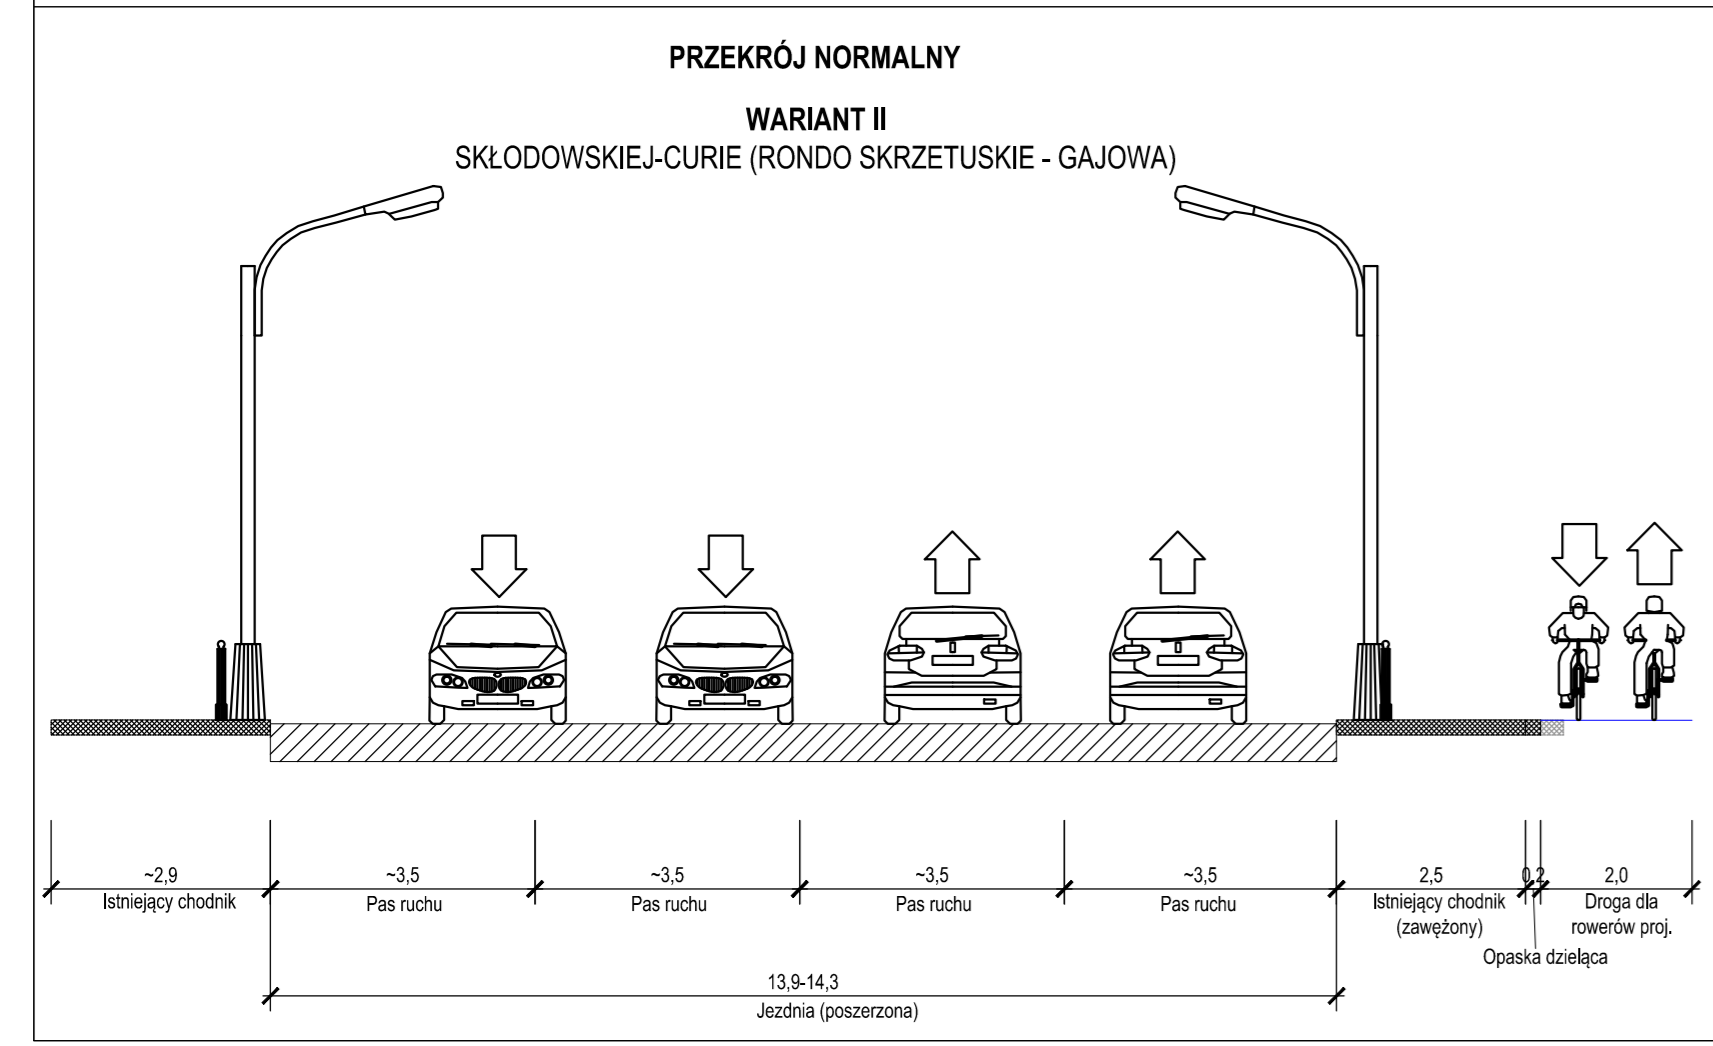 PRZEKRÓJ NORMALNY
WARIANT II
SKŁODOWSKIEJ-CURIE (RONDO SKRZETUSKIE - GAJOWA)
~2,9
Istniejący chodnik
~3,5
Pas ruchu
~3,5
Pas ruchu
~3,5
Pas ruchu
~3,5
Pas ruchu
2,5
Istniejący chodnik
(zawężony)
0,2
Opaska dzieląca
2,0
Droga dla
rowerów proj.
13,9-14,3
Jezdnia (poszerzona)